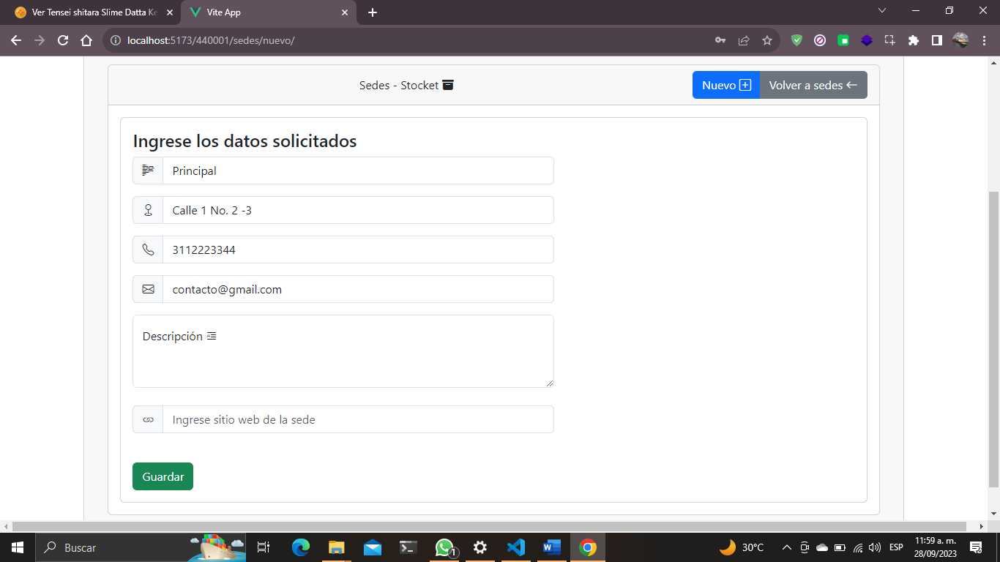 Ver Tensei shitara Slime Datta Ke
Vite App
localhost:5173/440001/sedes/nuevo/
Sedes - Stocket
Nuevo
Volver a sedes
Ingrese los datos solicitados
Principal
Calle 1 No. 2 -3
3112223344
contacto@gmail.com
Descripción
Ingrese sitio web de la sede
Guardar
Buscar
1
30°C
ESP
11:59 a. m.
28/09/2023